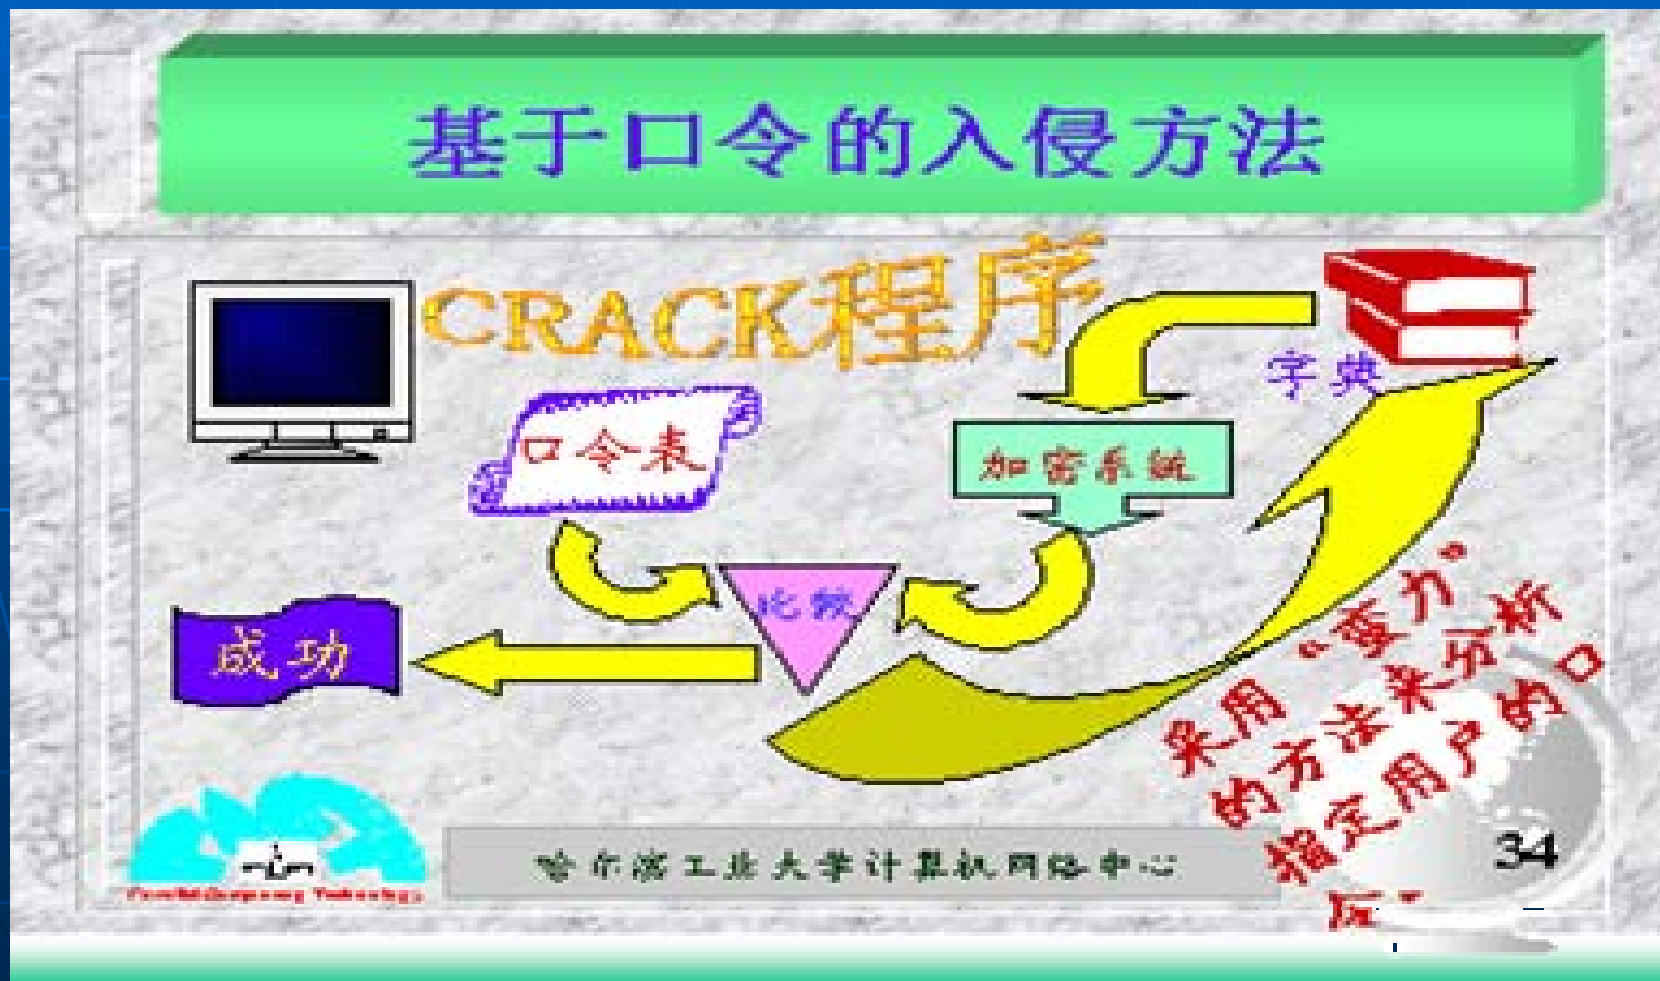 基于口令的入侵方法
CRACK程序
字典
口令表
加密系统
比较
成功
采用“蛮力”
的方法来分析
指定用户的口
哈尔滨工业大学计算机网络中心
34